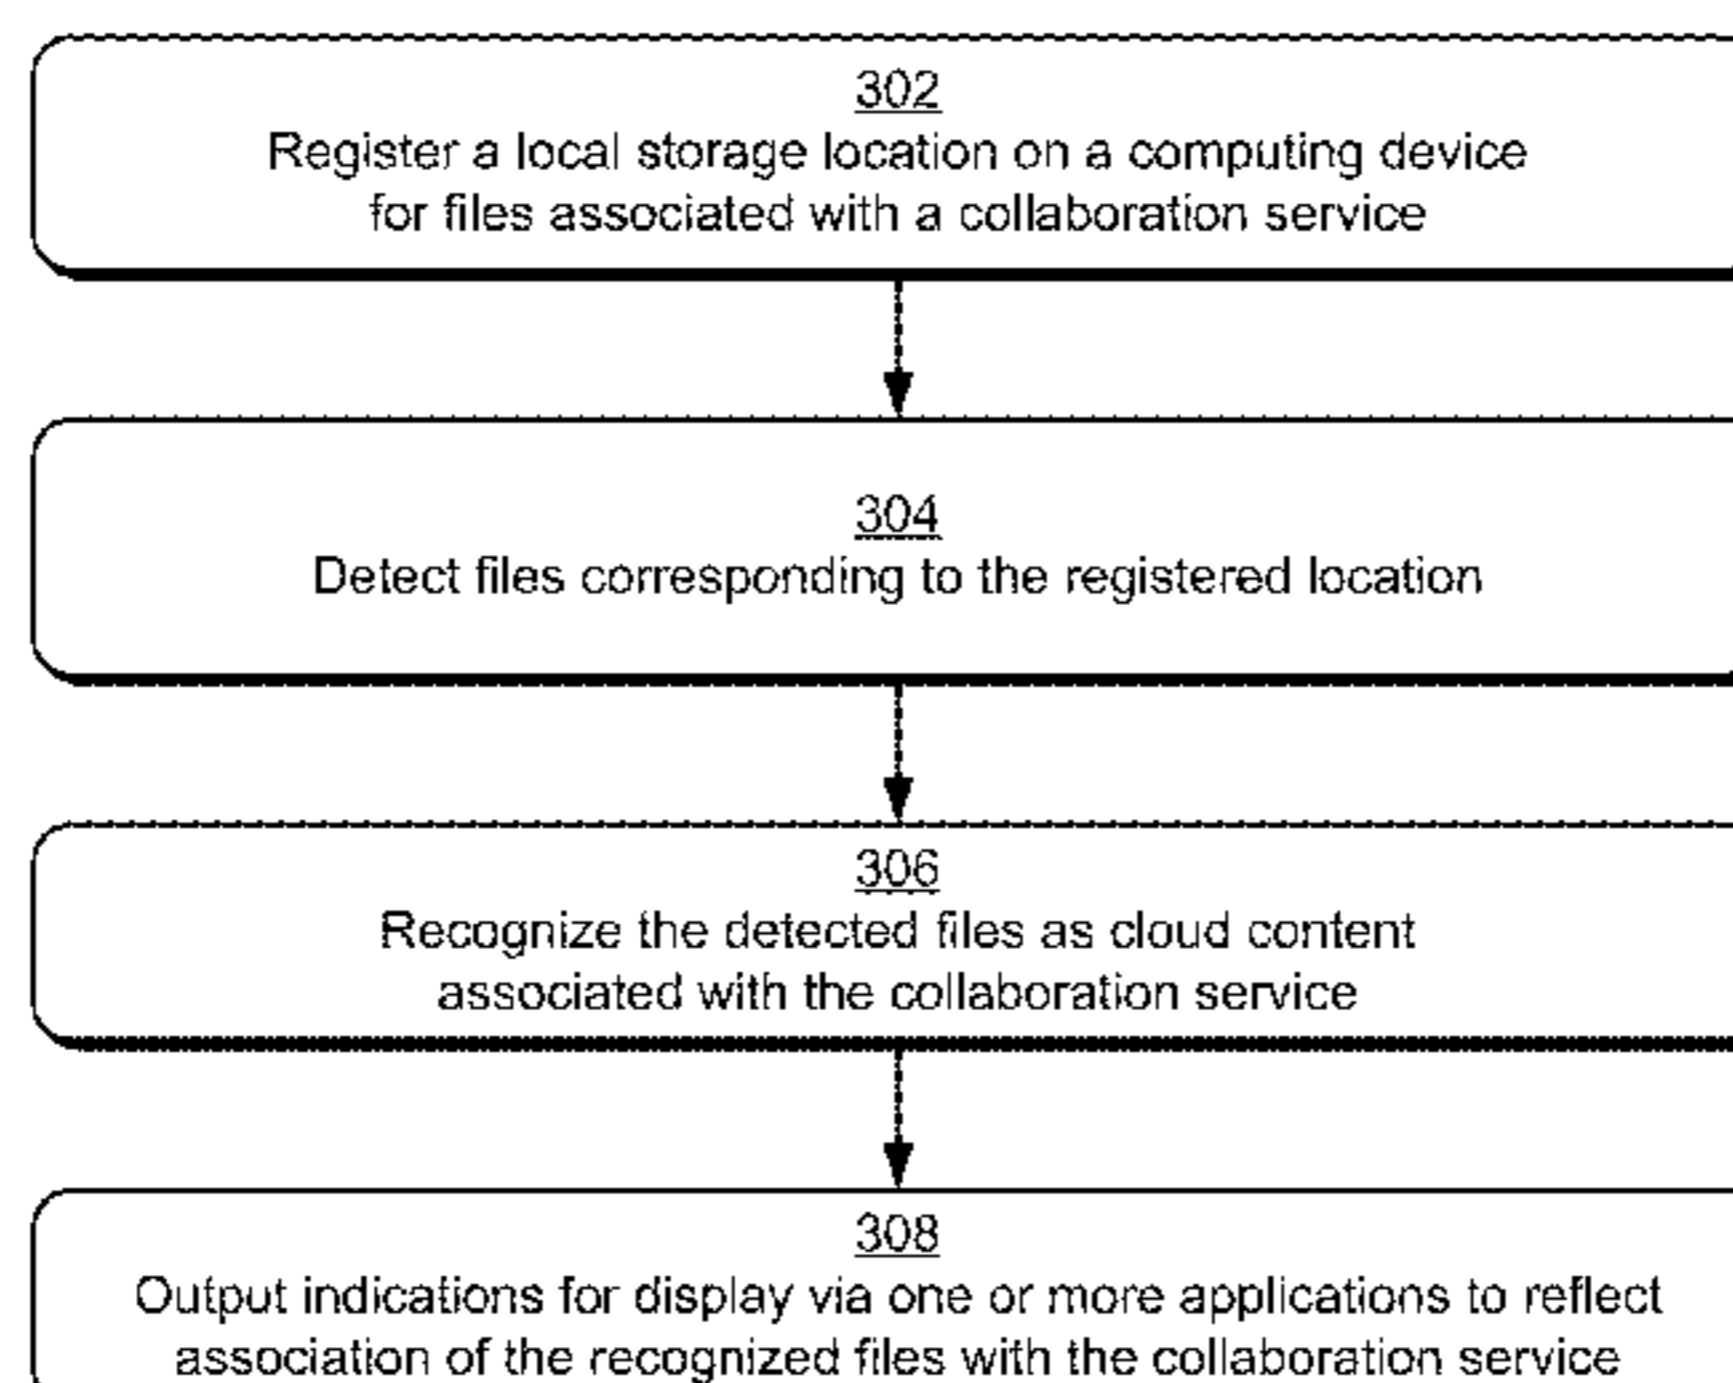 302
Register a local storage location on a computing device
for files associated with a collaboration service
304
Detect files corresponding to the registered location
306
Recognize the detected files as cloud content
associated with the collaboration service
308
Output indications for display via one or more applications to reflect
association of the recognized files with the collaboration service